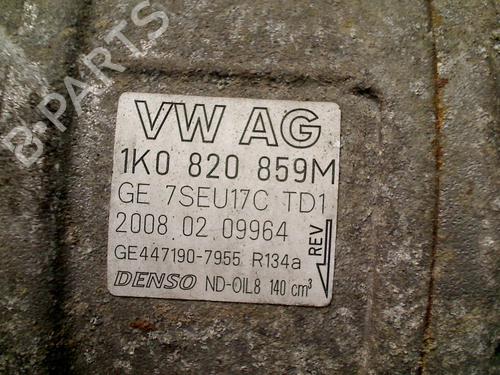 B-PARTS
VW AG
1K0 820 859M
GE 7SEU17C TD1
2008.02 09964
GE447190-7955 R134a
REV
DENSO ND-OIL8 140 cm³